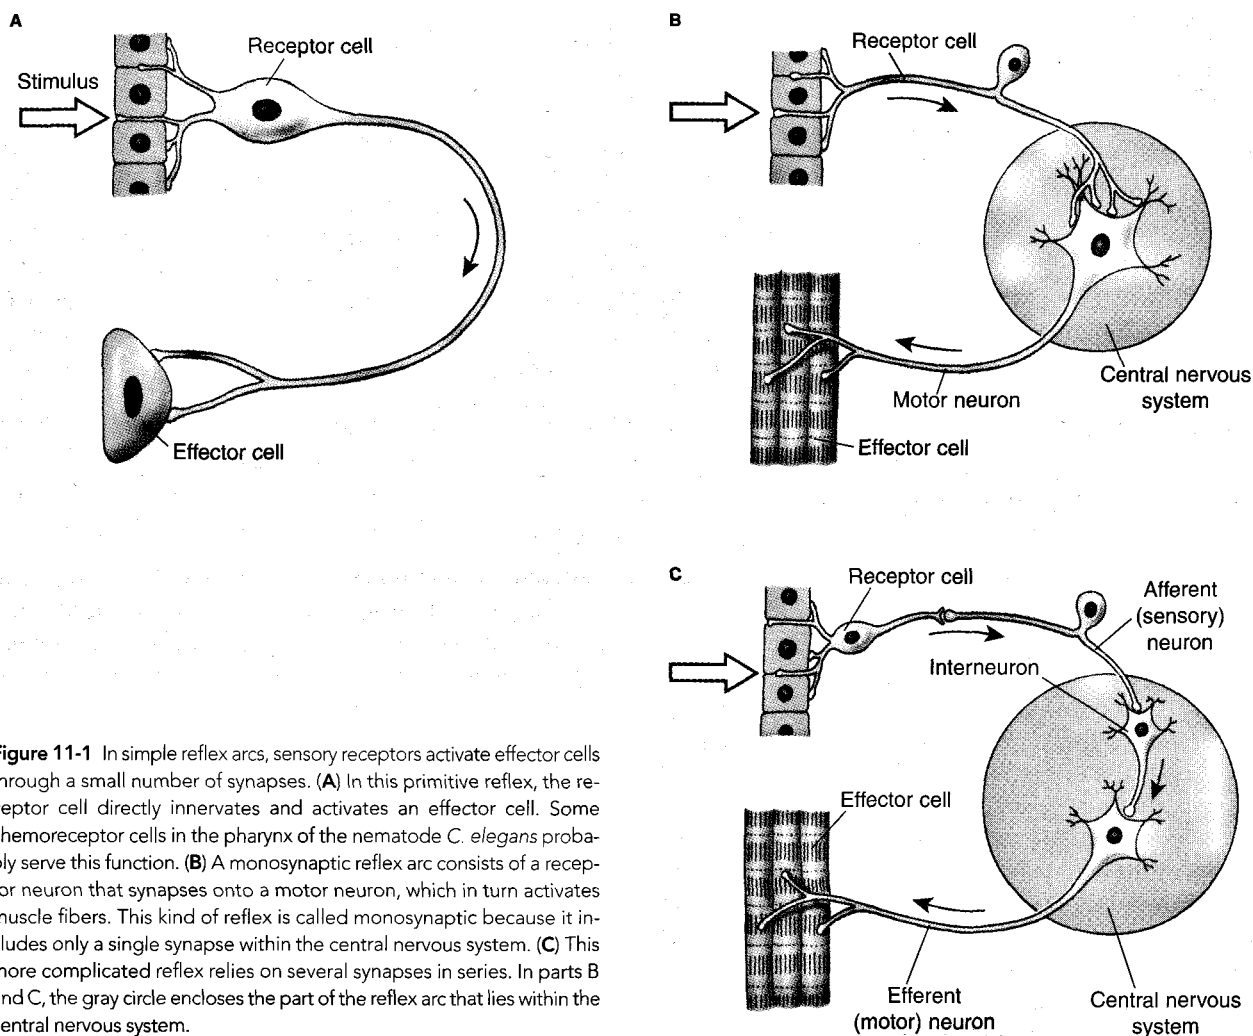 A
Receptor cell
Stimulus
Effector cell
B
Receptor cell
Central nervous
system
Motor neuron
Effector cell
C
Receptor cell
Afferent
(sensory)
neuron
Interneuron
Effector cell
Efferent
(motor) neuron
Central nervous
system
igure 11-1 In simple reflex arcs, sensory receptors activate effector cells
hrough a small number of synapses. (A) In this primitive reflex, the re-
eptor cell directly innervates and activates an effector cell. Some
hemoreceptor cells in the pharynx of the nematode C. elegans proba-
ly serve this function. (B) A monosynaptic reflex arc consists of a recep-
or neuron that synapses onto a motor neuron, which in turn activates
nuscle fibers. This kind of reflex is called monosynaptic because it in-
ludes only a single synapse within the central nervous system. (C) This
nore complicated reflex relies on several synapses in series. In parts B
nd C, the gray circle encloses the part of the reflex arc that lies within the
entral nervous system.